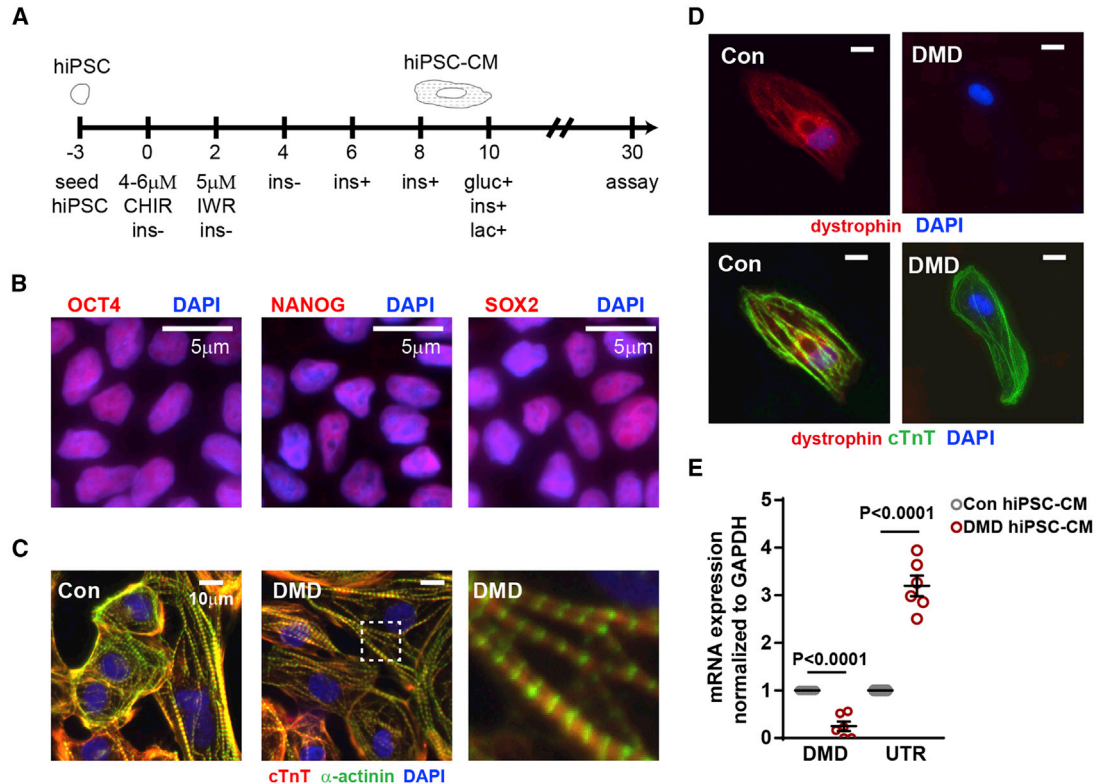 A
hiPSC
hiPSC-CM
-3 0 2 4 6 8 10 30
seed 4-6μM 5μM ins- ins+ ins+ gluc+ assay
hiPSC CHIR IWR ins+
ins- ins- lac+
B
OCT4 DAPI
5μm
NANOG DAPI
5μm
SOX2 DAPI
5μm
C
Con
10μm
DMD
cTnT α-actinin DAPI
D
Con
DMD
dystrophin DAPI
Con
DMD
dystrophin cTnT DAPI
E
mRNA expression
normalized to GAPDH
5
4
3
2
1
0
P<0.0001
P<0.0001
DMD UTR
Con hiPSC-CM
DMD hiPSC-CM